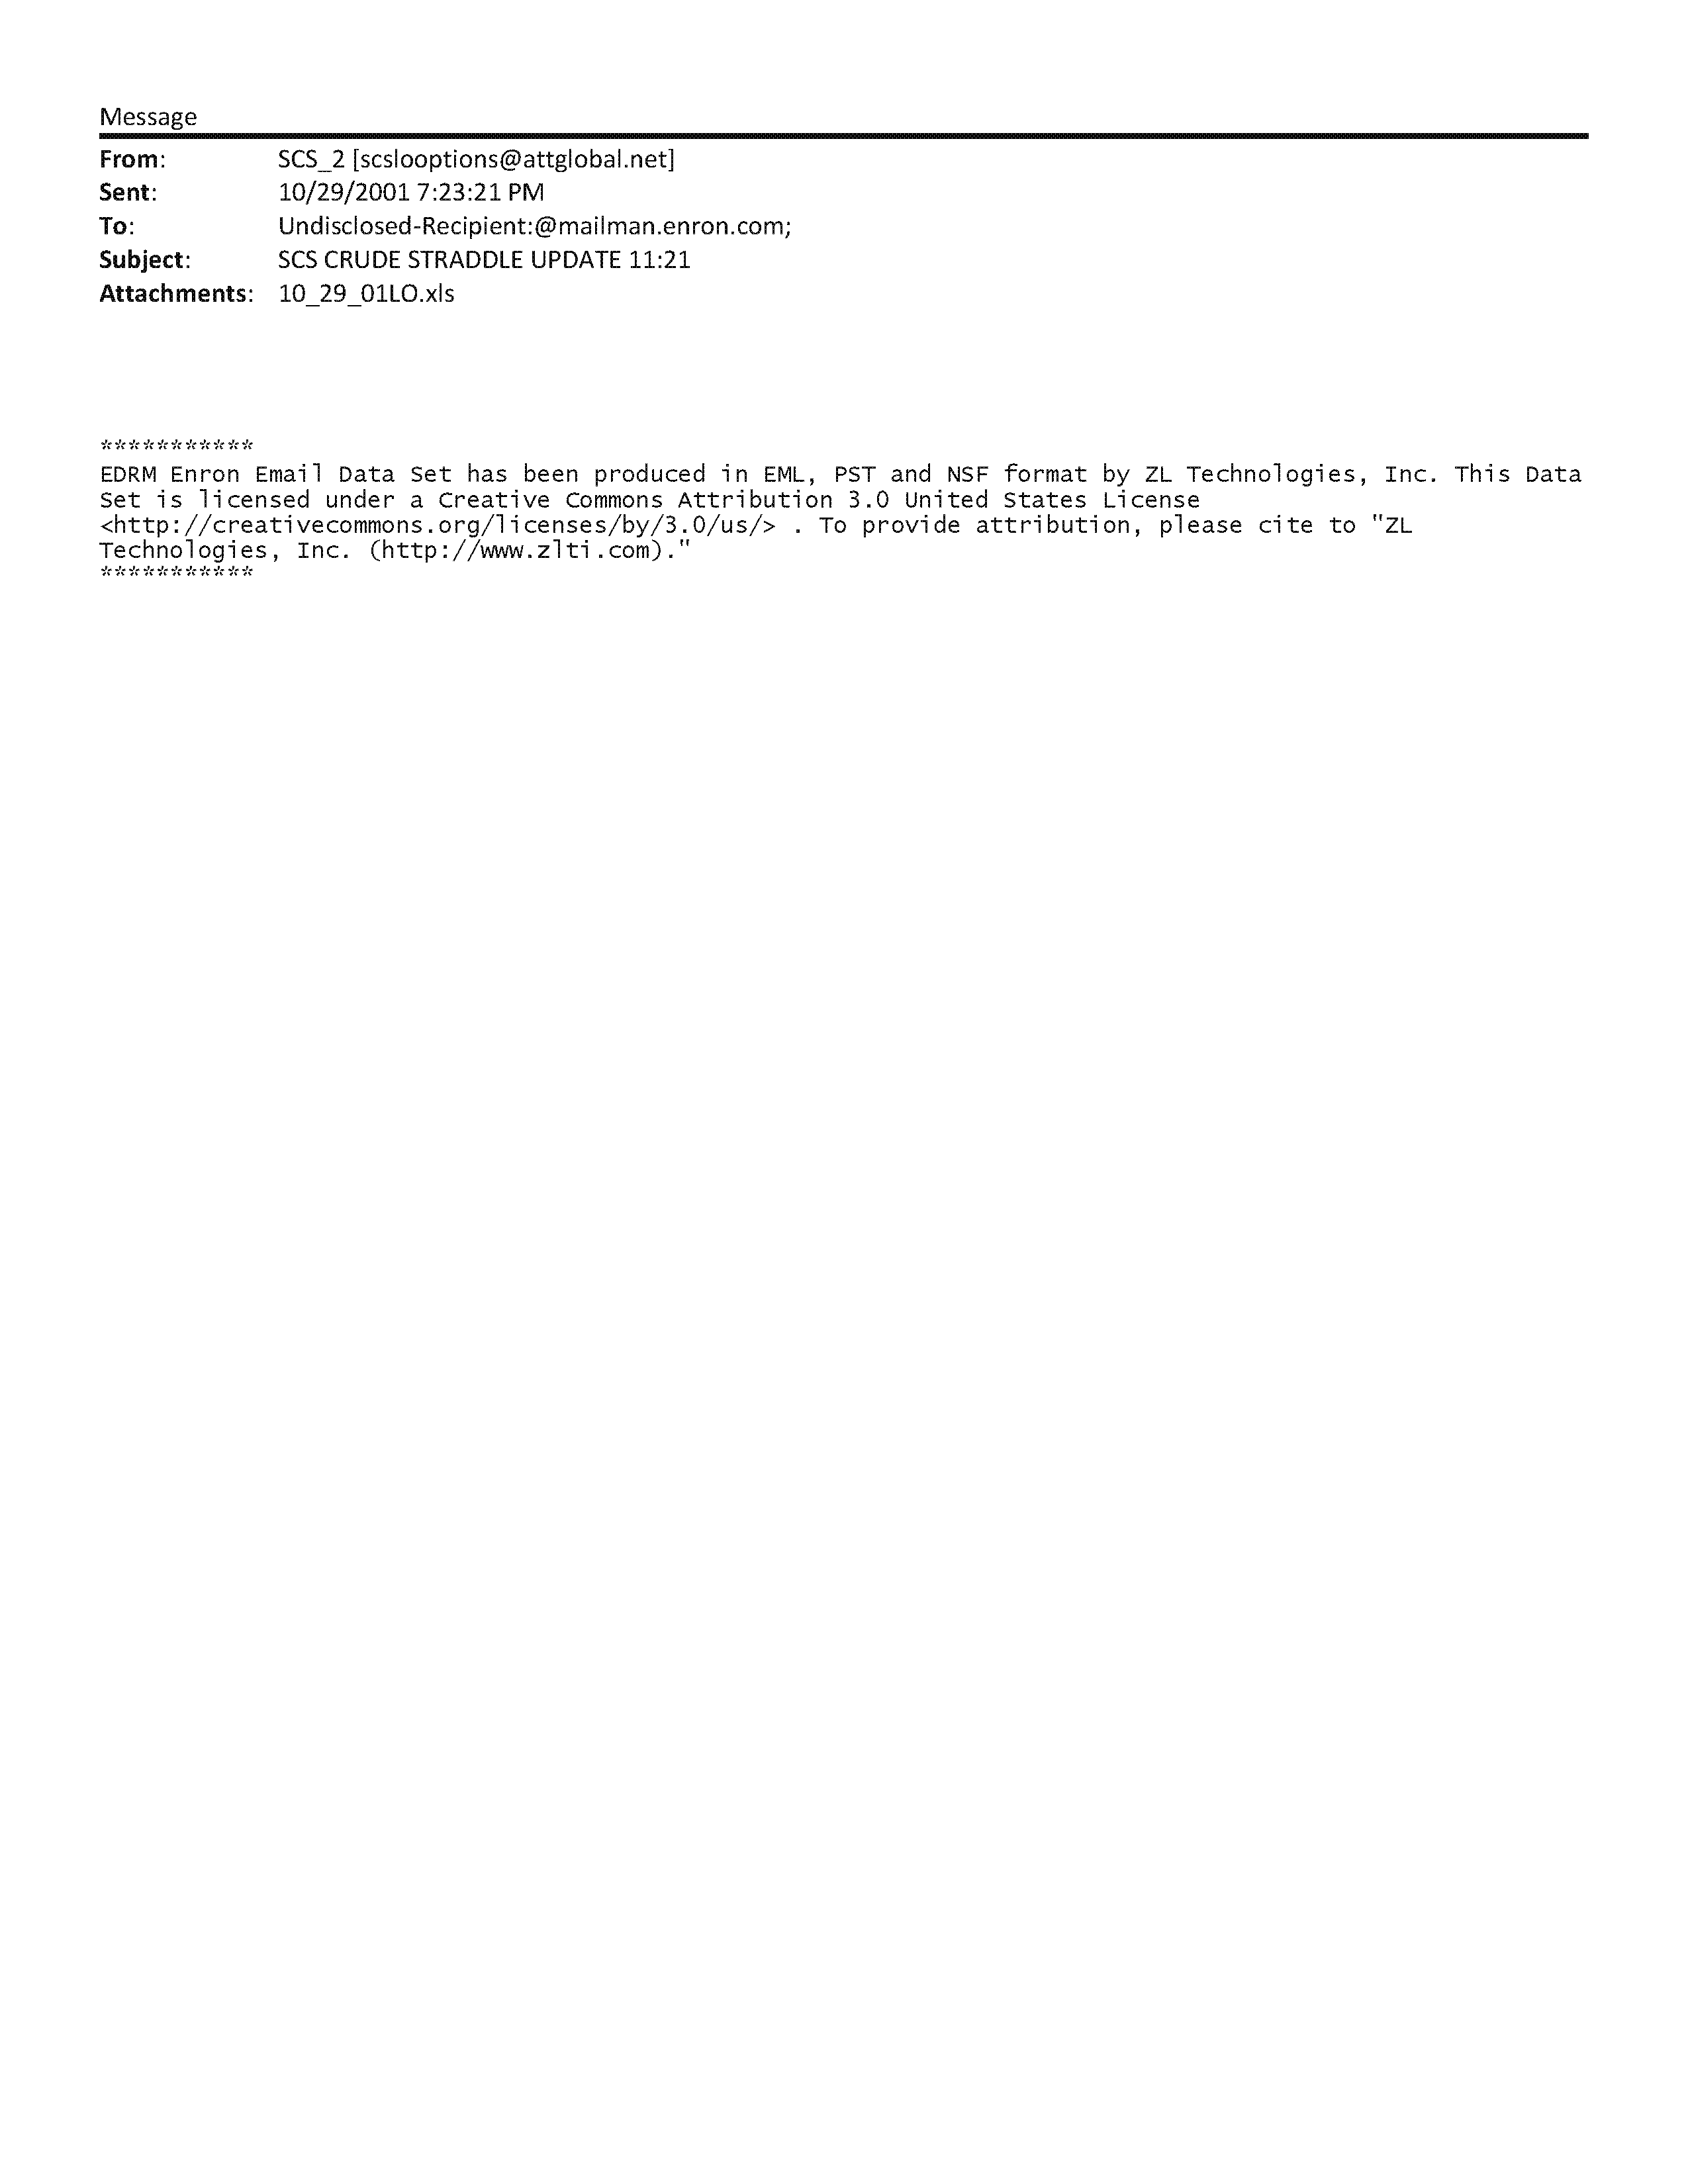 Message
From: SCS_2 [scslooptions@attglobal.net]
Sent: 10/29/2001 7:23:21 PM
To: Undisclosed-Recipient:@mailman.enron.com;
Subject: SCS CRUDE STRADDLE UPDATE 11:21
Attachments: 10_29_01LO.xls
***********
EDRM Enron Email Data Set has been produced in EML, PST and NSF format by ZL Technologies, Inc. This Data
Set is licensed under a Creative Commons Attribution 3.0 United States License
<http://creativecommons.org/licenses/by/3.0/us/> . To provide attribution, please cite to "ZL
Technologies, Inc. (http://www.zlti.com)."
***********